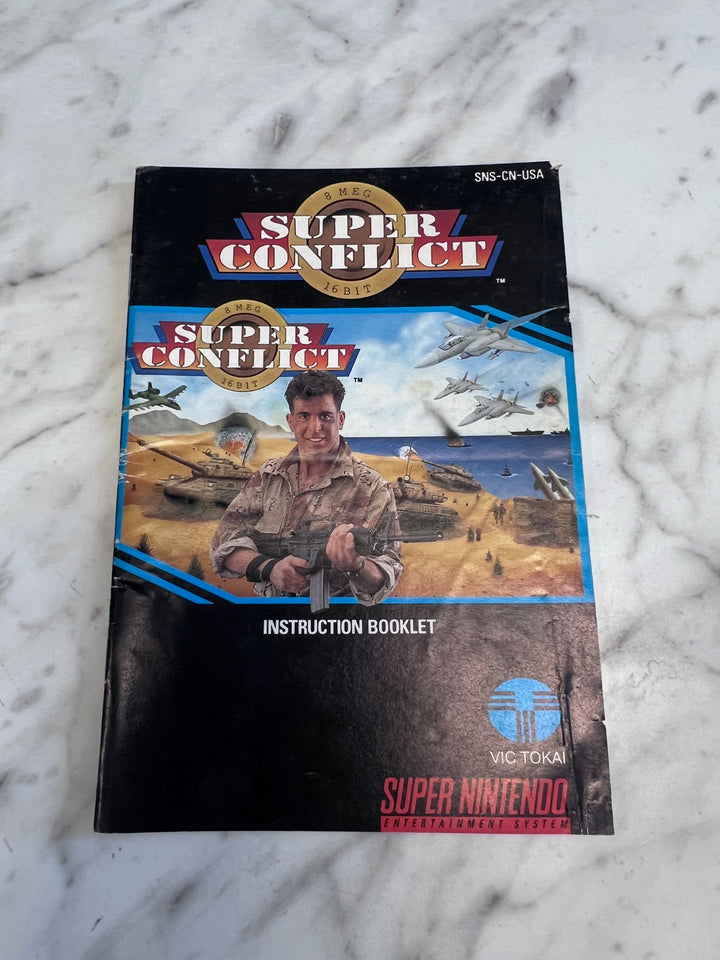 SNS-CN-USA
8 MEG
SUPER
CONFLICT
16 BIT
TM
8 MEG
SUPER
CONFLICT
16 BIT
TM
INSTRUCTION BOOKLET
VIC TOKAI
SUPER NINTENDO
ENTERTAINMENT SYSTEM